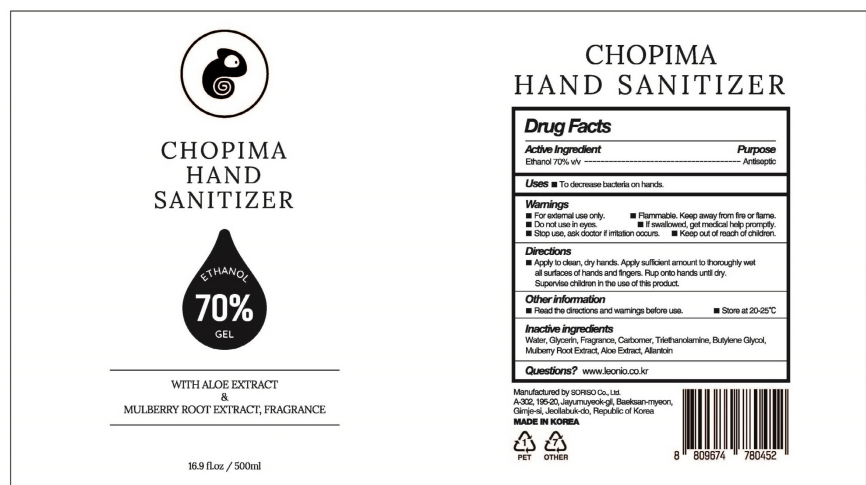 CHOPIMA
HAND
SANITIZER
ETHANOL
70%
GEL
WITH ALOE EXTRACT
&
MULBERRY ROOT EXTRACT, FRAGRANCE
16.9 fl.oz / 500ml
CHOPIMA
HAND SANITIZER
Drug Facts
Active Ingredient Purpose
Ethanol 70% v/v -------------------------------------- Antiseptic
Uses ■ To decrease bacteria on hands.
Warnings
■ For external use only. ■ Flammable. Keep away from fire or flame.
■ Do not use in eyes. ■ If swallowed, get medical help promptly.
■ Stop use, ask doctor if irritation occurs. ■ Keep out of reach of children.
Directions
■ Apply to clean, dry hands. Apply sufficient amount to thoroughly wet
all surfaces of hands and fingers. Rup onto hands until dry.
Supervise children in the use of this product.
Other information
■ Read the directions and warnings before use. ■ Store at 20-25℃
Inactive ingredients
Water, Glycerin, Fragrance, Carbomer, Triethanolamine, Butylene Glycol,
Mulberry Root Extract, Aloe Extract, Allantoin
Questions? www.leonio.co.kr
Manufactured by SORISO Co., Ltd.
A-302, 195-20, Jayumuyeok-gil, Baeksan-myeon,
Gimje-si, Jeollabuk-do, Republic of Korea
MADE IN KOREA
1 7
PET OTHER
8 809674 780452